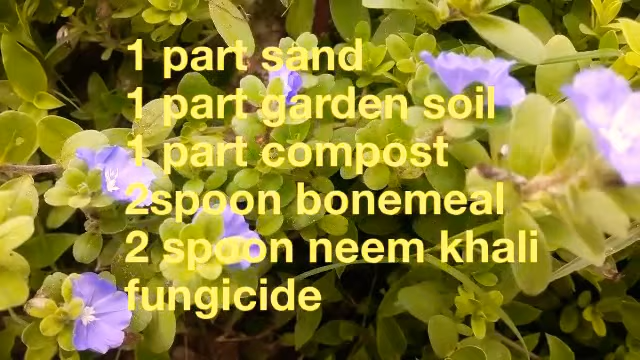 1 part sand
1 part garden soil
1 part compost
2spoon bonemeal
2 spoon neem khali
fungicide